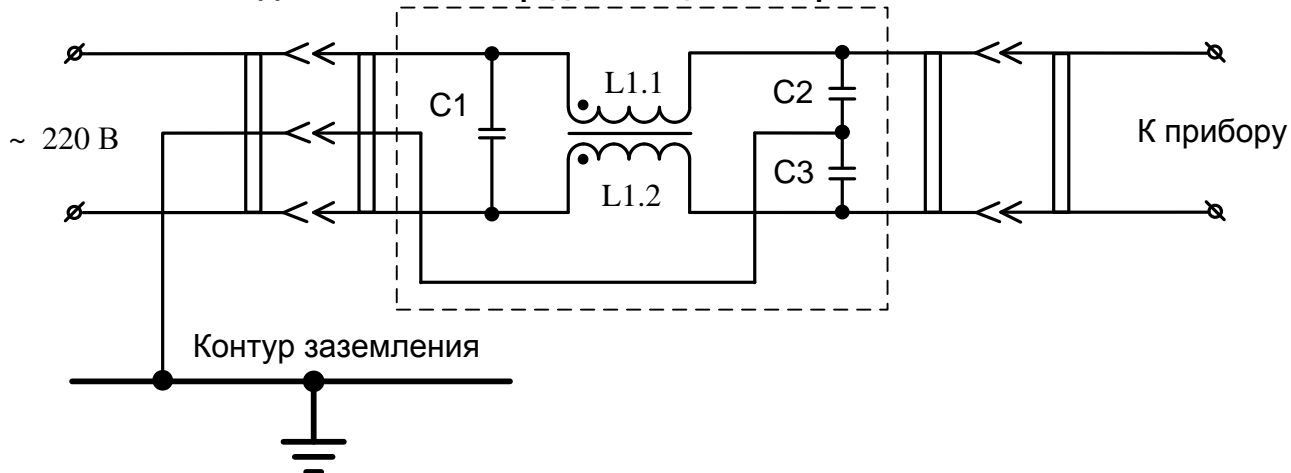 L1.1
C1
C2
~ 220 В
К прибору
C3
L1.2
Контур заземления